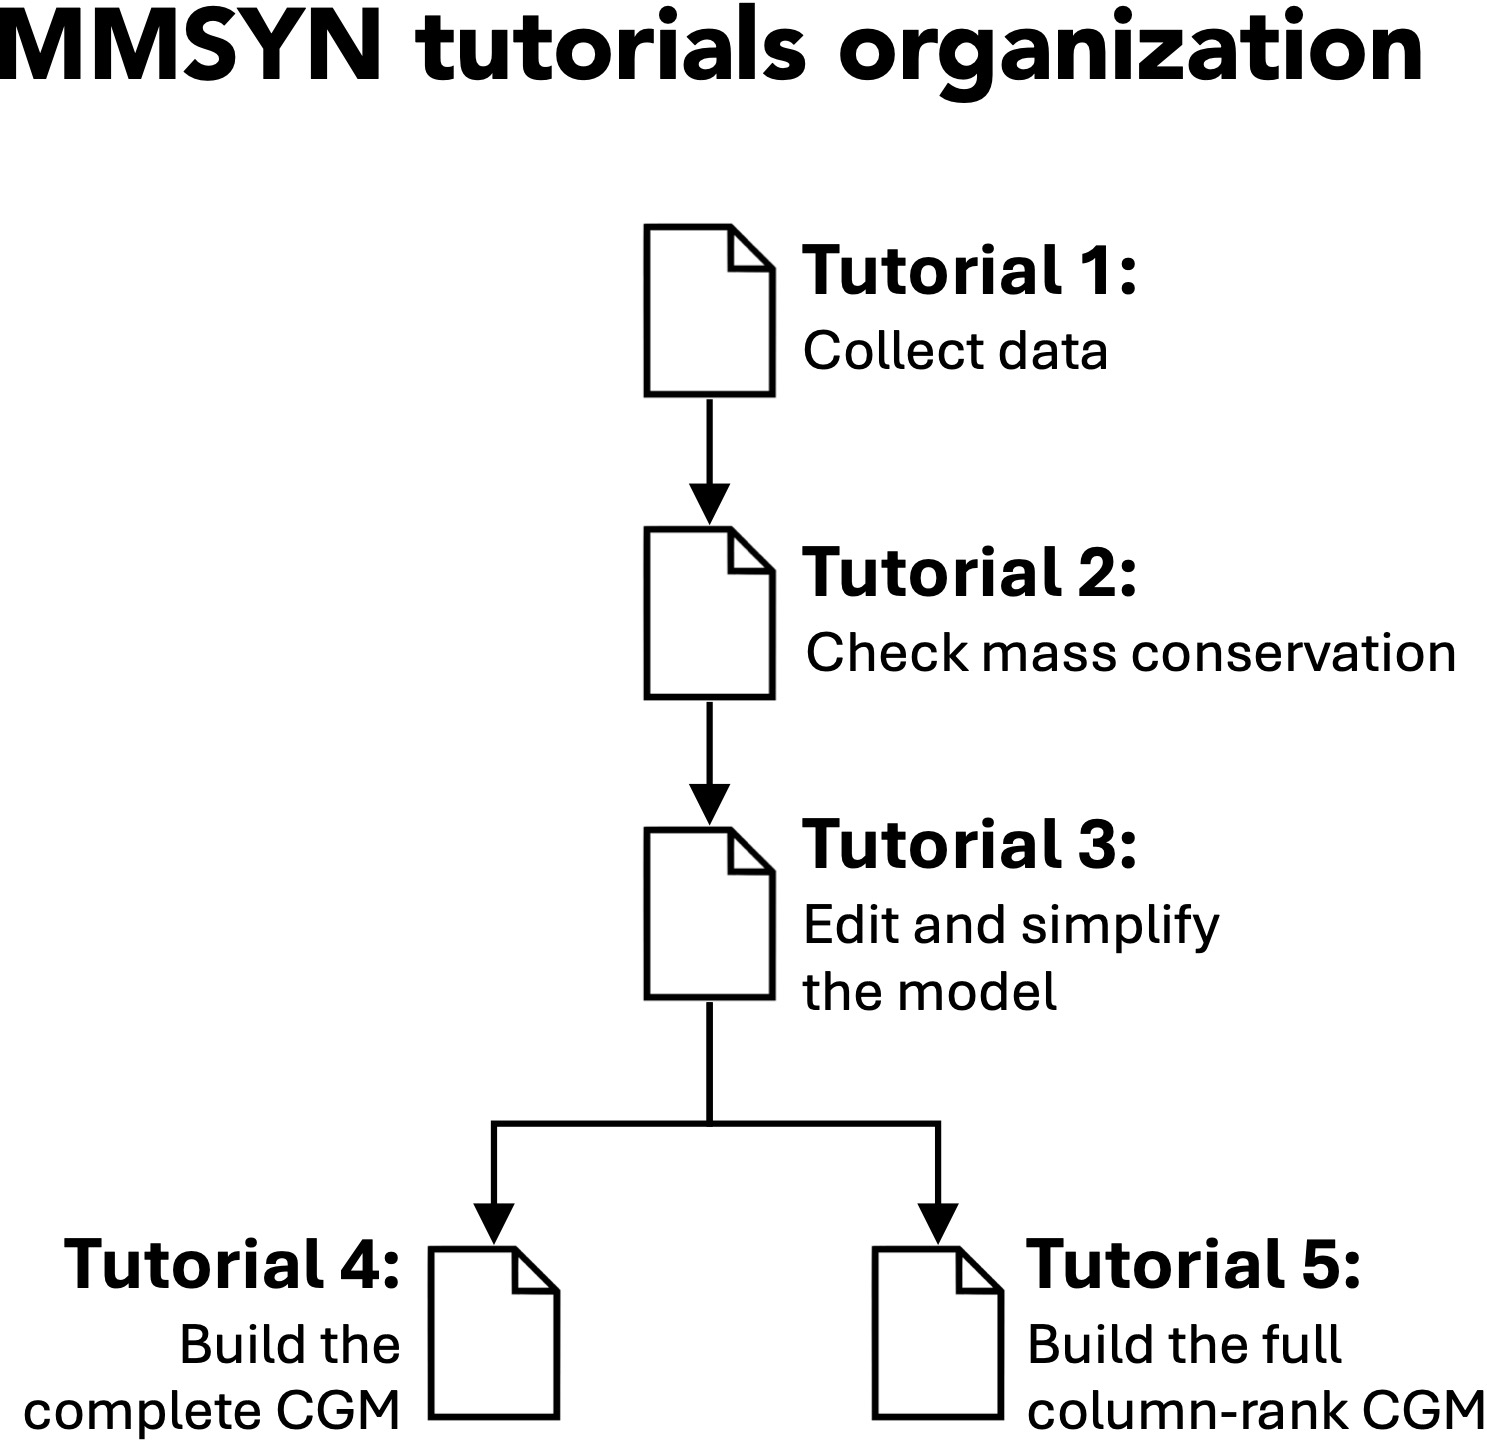 MMSYN tutorials organization
Tutorial 1:
Collect data
Tutorial 2:
Check mass conservation
Tutorial 3:
Edit and simplify
the model
Tutorial 4:
Build the
complete CGM
Tutorial 5:
Build the full
column-rank CGM